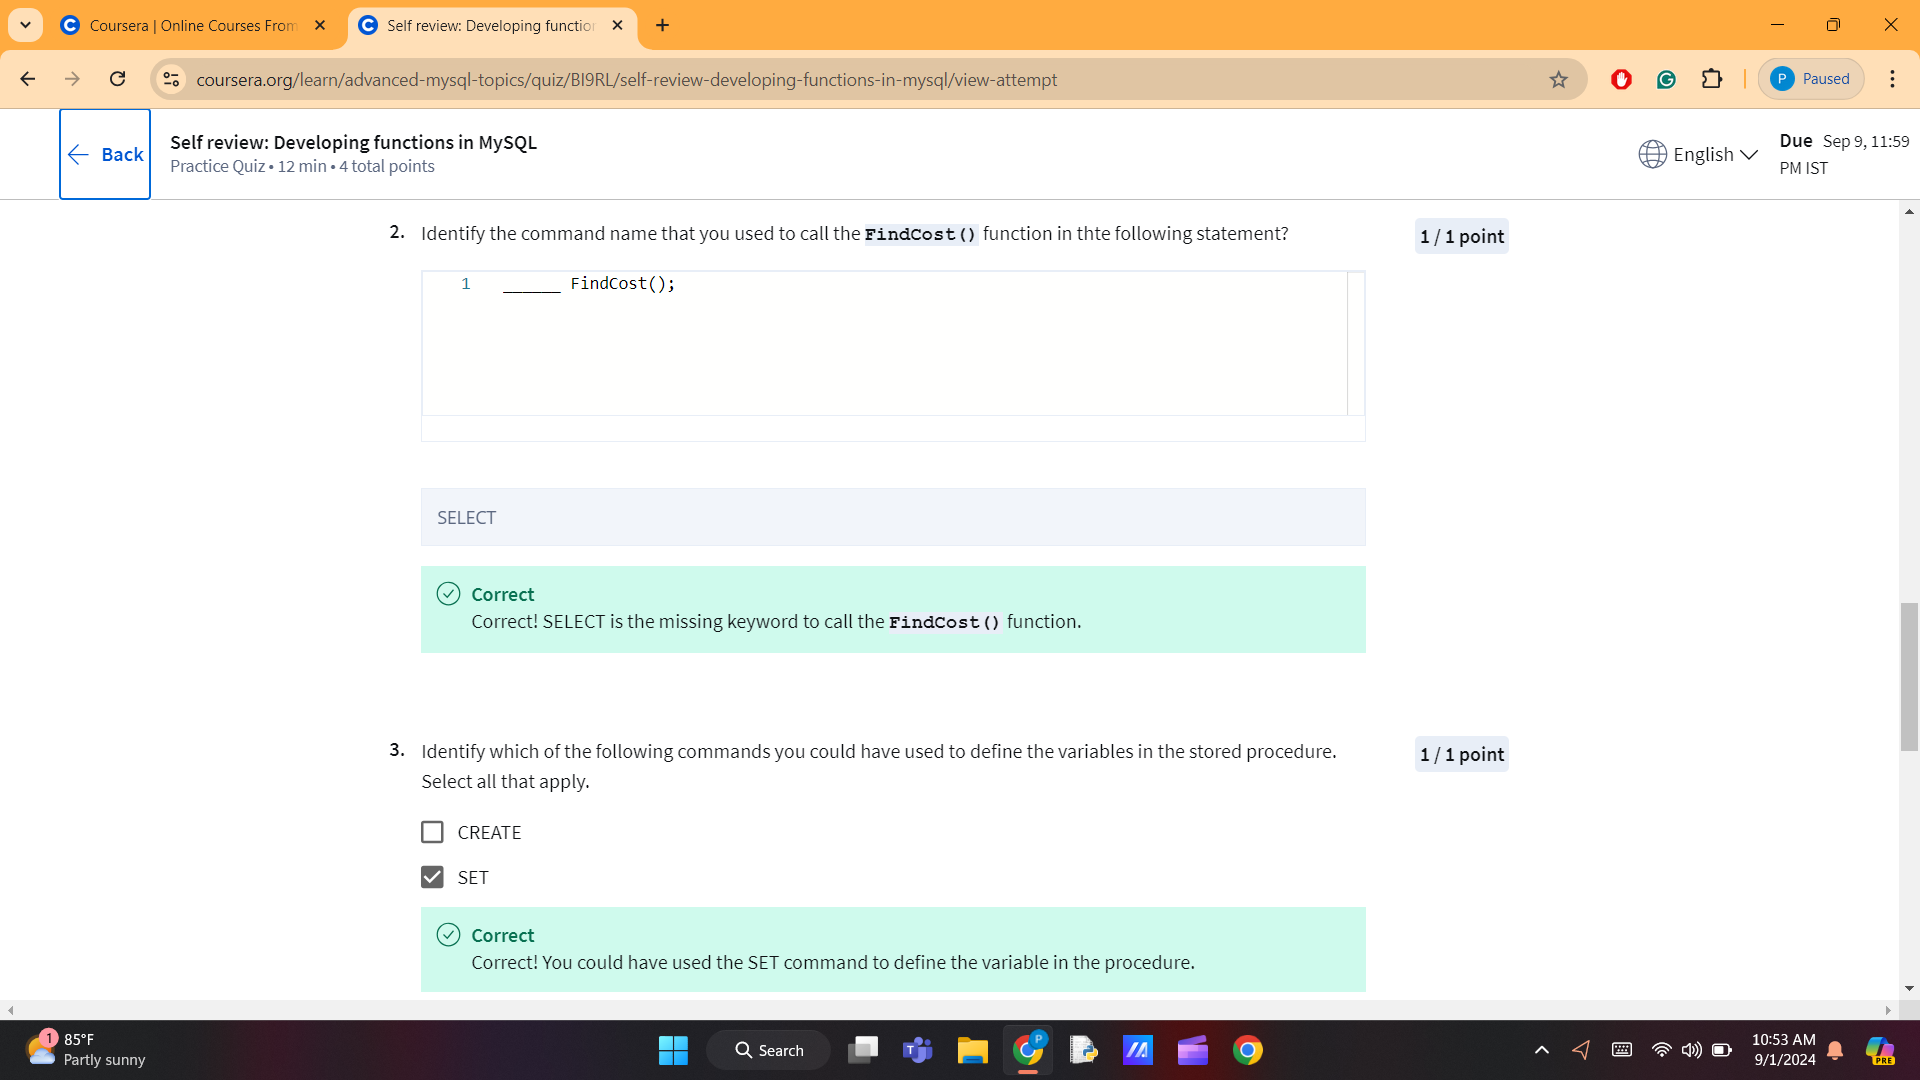 Coursera | Online Courses From
Self review: Developing function
coursera.org/learn/advanced-mysql-topics/quiz/BI9RL/self-review-developing-functions-in-mysql/view-attempt
P Paused
Back
Self review: Developing functions in MySQL
Practice Quiz • 12 min • 4 total points
English
Due Sep 9, 11:59
PM IST
2. Identify the command name that you used to call the FindCost() function in thte following statement?
1 / 1 point
1 ______ FindCost();
SELECT
Correct
Correct! SELECT is the missing keyword to call the FindCost() function.
3. Identify which of the following commands you could have used to define the variables in the stored procedure.
Select all that apply.
1 / 1 point
CREATE
SET
Correct
Correct! You could have used the SET command to define the variable in the procedure.
1
85°F
Partly sunny
Search
P
10:53 AM
9/1/2024
PRE